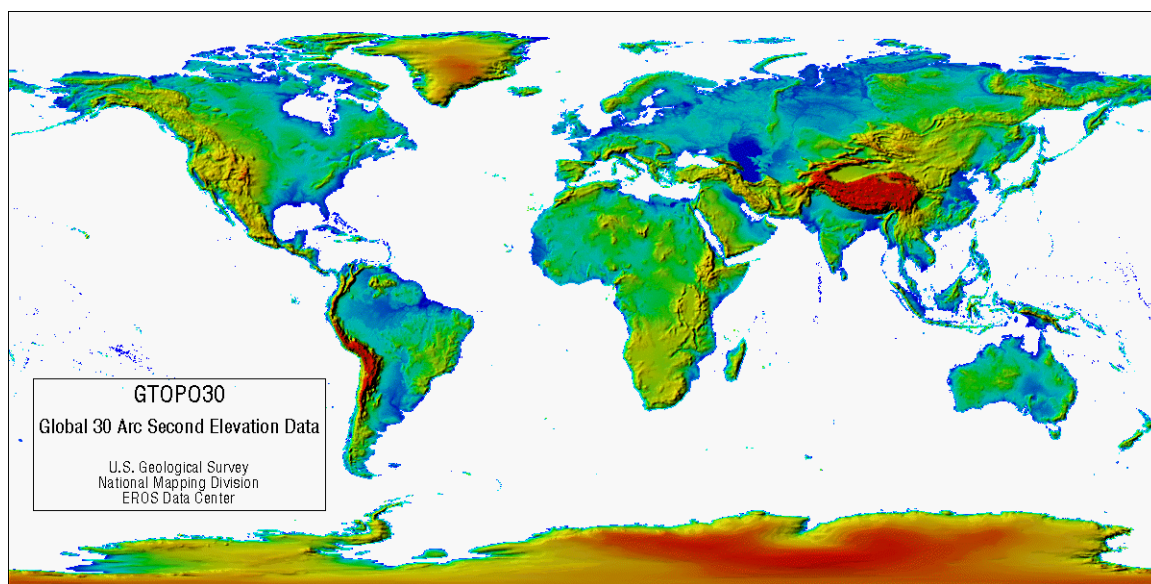 GTOPO30
Global 30 Arc Second Elevation Data
U.S. Geological Survey
National Mapping Division
EROS Data Center